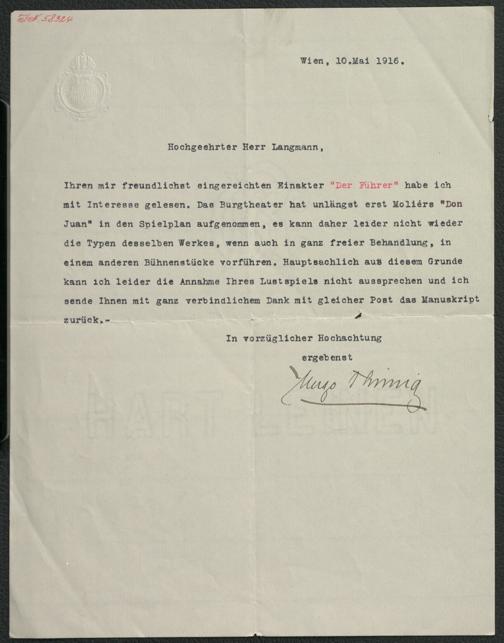 Wien, 10.Mai 1916.
Hochgeehrter Herr Langmann,
Ihren mir freundlichst eingereichten Einakter "Der Führer" habe ich
mit Interesse gelesen. Das Burgtheater hat unlängst erst Moliérs "Don
Juan" in den Spielplan aufgenommen, es kann daher leider nicht wieder
die Typen desselben Werkes, wenn auch in ganz freier Behandlung, in
einem anderen Bühnenstücke vorführen. Hauptsachlich aus diesem Grunde
kann ich leider die Annahme Ihres Lustspiels nicht aussprechen und ich
sende Ihnen mit ganz verbindlichem Dank mit gleicher Post das Manuskript
zurück.-
In vorzüglicher Hochachtung
ergebenst
Hugo Thimig
HART LEINEN